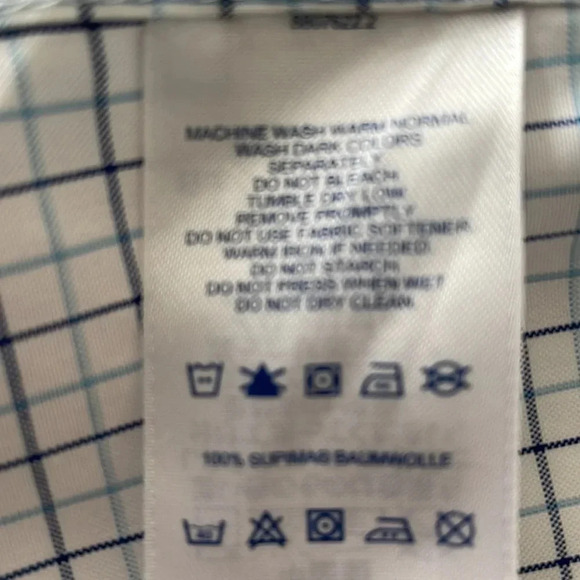 MACHINE WASH WARM NORMAL
WASH DARK COLORS
SEPARATELY
DO NOT BLEACH
TUMBLE DRY LOW
REMOVE PROMPTLY
DO NOT USE FABRIC SOFTENER
WARM IRON IF NEEDED
DO NOT STARCH
DO NOT PRESS WHEN WET
DO NOT DRY CLEAN
100% SUPIMA® BAUMWOLLE
40